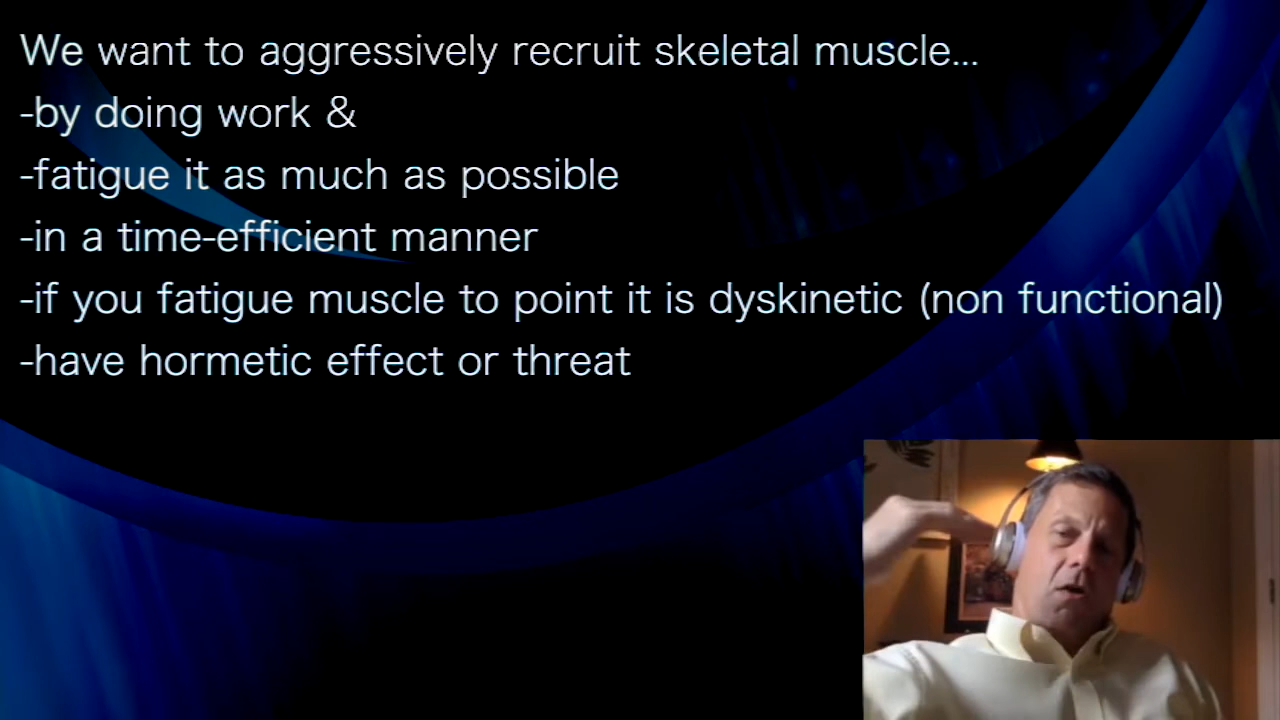 We want to aggressively recruit skeletal muscle...
-by doing work &
-fatigue it as much as possible
-in a time-efficient manner
-if you fatigue muscle to point it is dyskinetic (non functional)
-have hormetic effect or threat